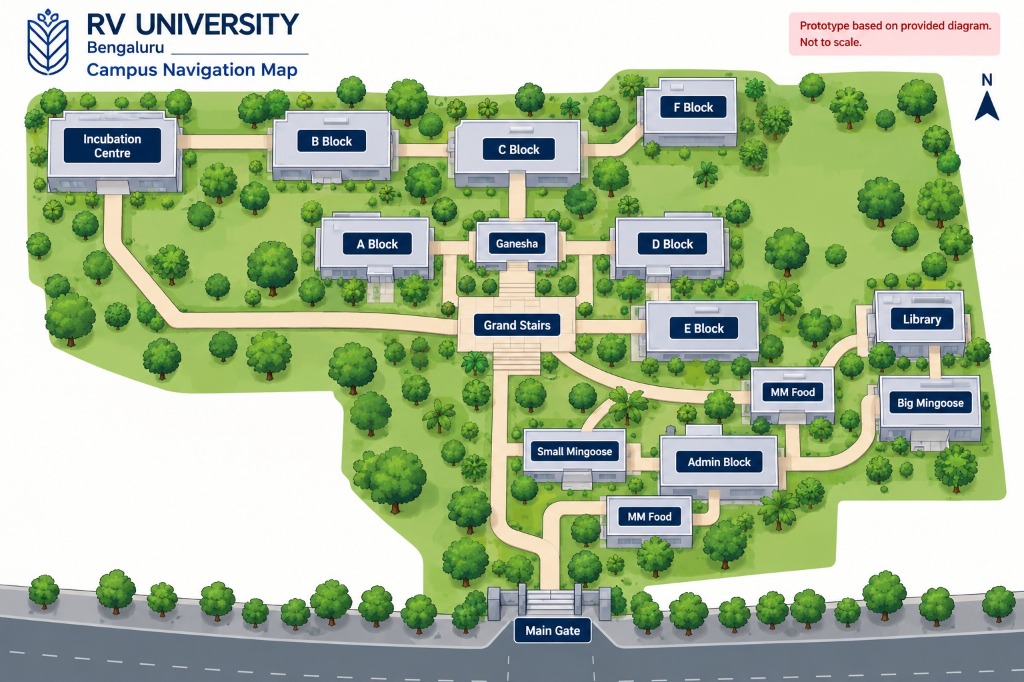 RV UNIVERSITY
Bengaluru
Campus Navigation Map
Prototype based on provided diagram.
Not to scale.
N
F Block
Incubation
Centre
B Block
C Block
A Block
Ganesha
D Block
Grand Stairs
E Block
Library
MM Food
Big Mingoose
Small Mingoose
Admin Block
MM Food
Main Gate